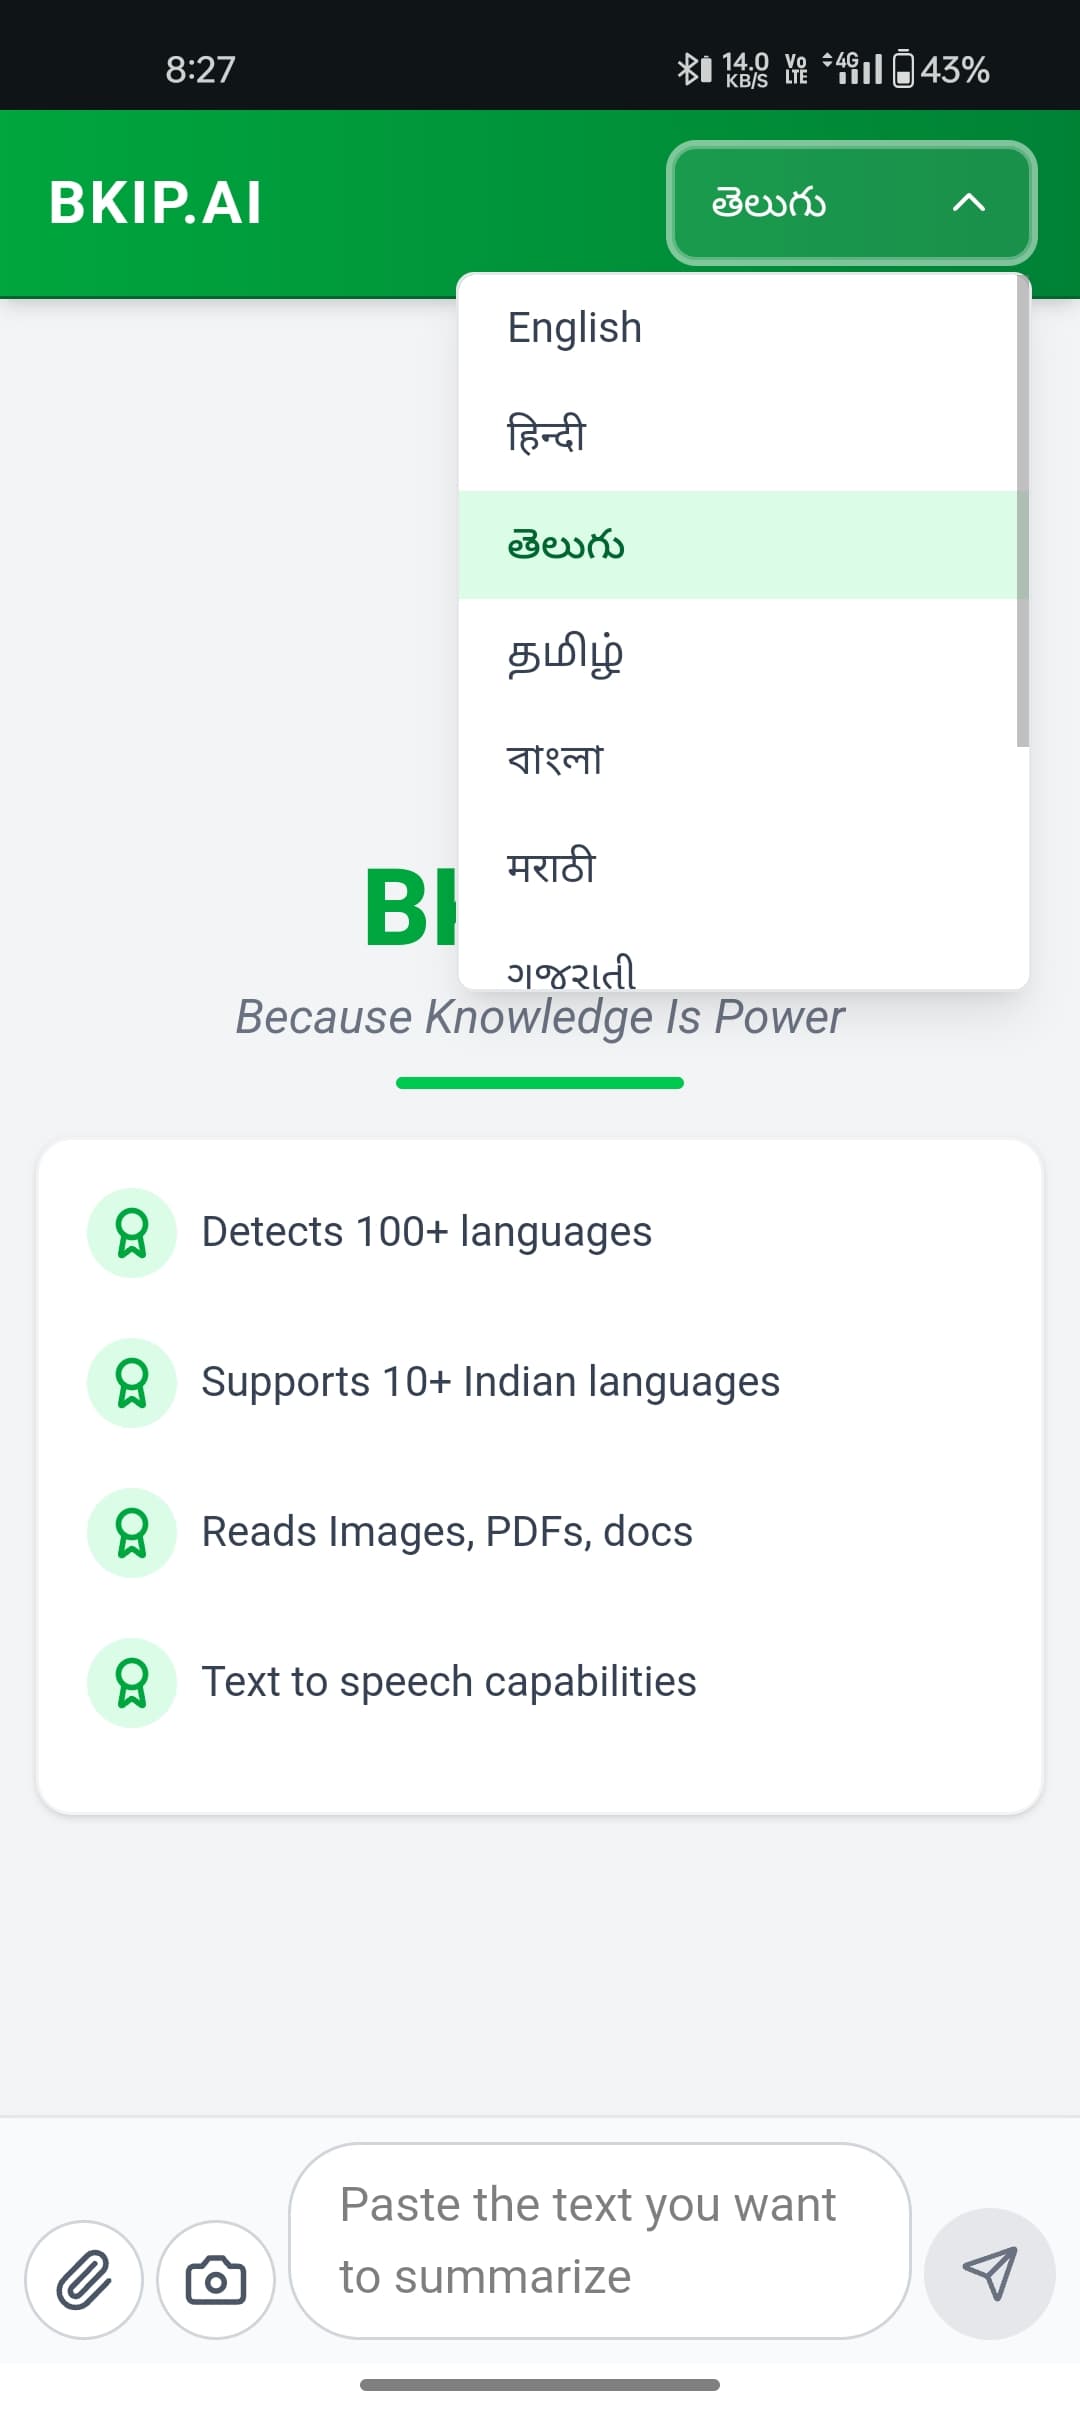 8:27
14.0 KB/S Vo LTE 4G 43%
BKIP.AI
తెలుగు
English
हिन्दी
తెలుగు
தமிழ்
বাংলা
मराठी
ગુજરાતી
Because Knowledge Is Power
Detects 100+ languages
Supports 10+ Indian languages
Reads Images, PDFs, docs
Text to speech capabilities
Paste the text you want
to summarize